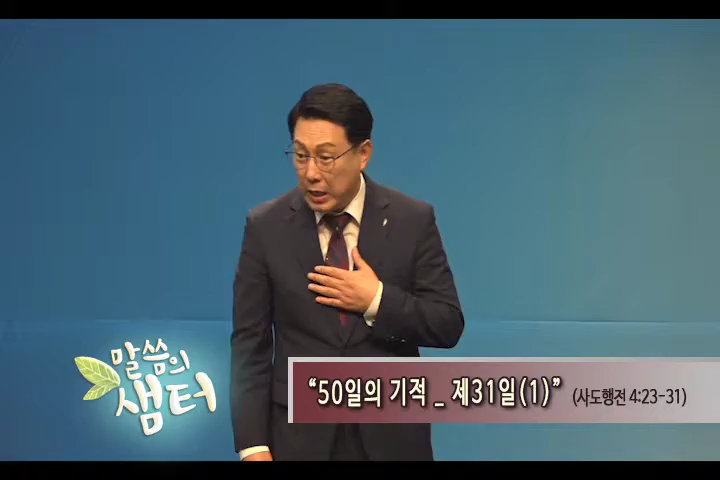 말씀의
샘터
“50일의 기적 _ 제31일(1)” (사도행전 4:23-31)